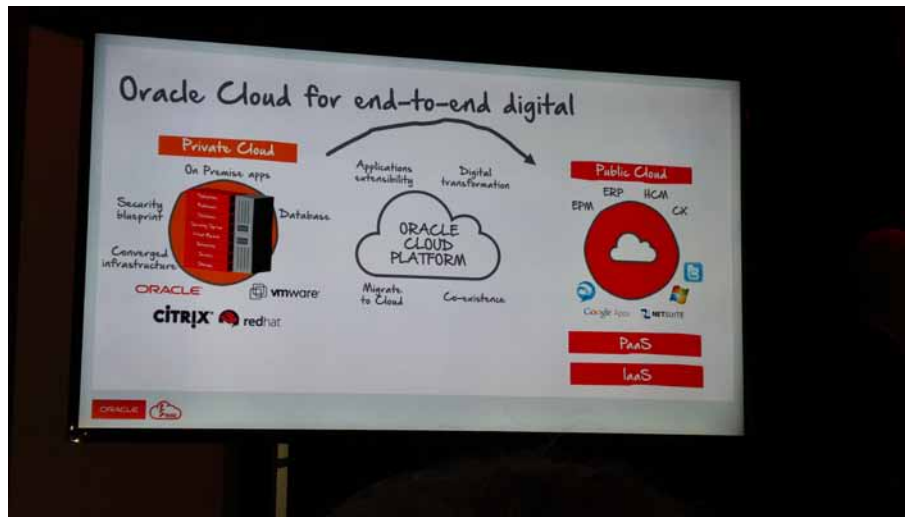 Oracle Cloud for end-to-end digital
Private Cloud
On Premise apps
Security
blueprint
Database
Converged
infrastructure
ORACLE
vmware
CITRIX
redhat
Applications
extensibility
Digital
transformation
ORACLE
CLOUD
PLATFORM
Migrate
to Cloud
Co-existence
Public Cloud
EPM
ERP
HCM
CX
Google Apps
NETSUITE
PaaS
IaaS
ORACLE